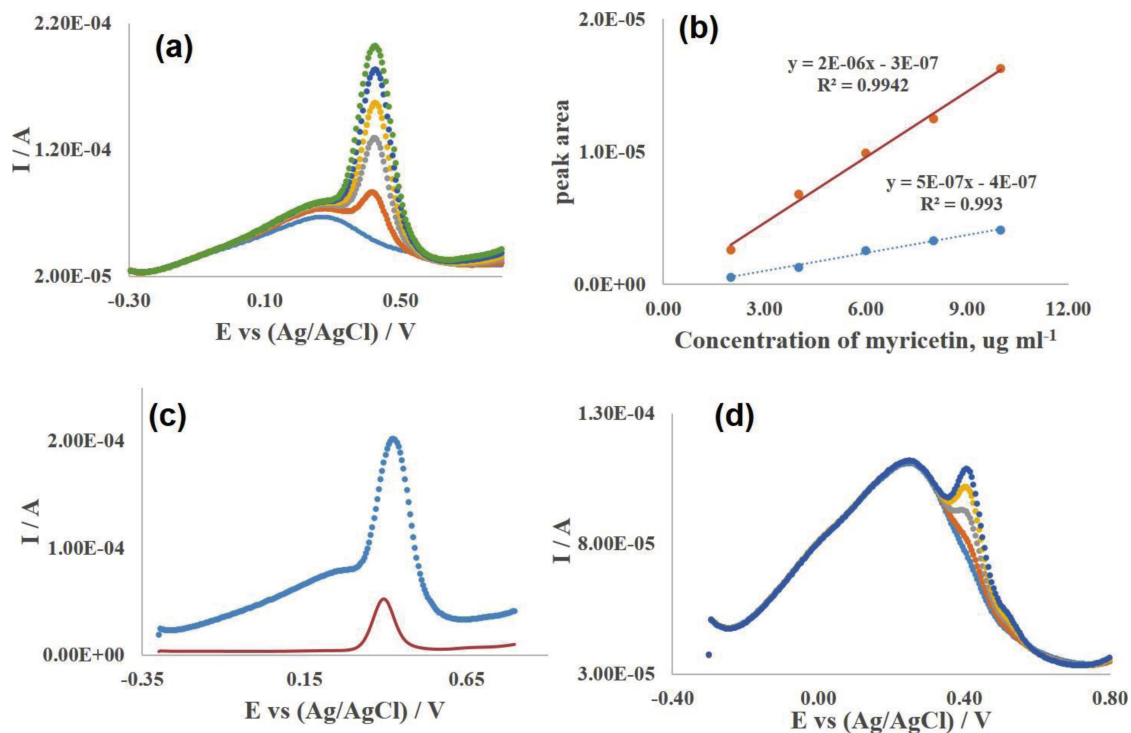 (a)
2.20E-04
1.20E-04
2.00E-05
I / A
-0.30
0.10
0.50
E vs (Ag/AgCl) / V
(b)
2.0E-05
1.0E-05
0.0E+00
peak area
y = 2E-06x - 3E-07
R² = 0.9942
y = 5E-07x - 4E-07
R² = 0.993
3.00
6.00
9.00
12.00
0.00
Concentration of myricetin, ug ml-1
(c)
2.00E-04
1.00E-04
0.00E+00
I / A
-0.35
0.15
0.65
E vs (Ag/AgCl) / V
(d)
1.30E-04
8.00E-05
3.00E-05
I / A
-0.40
0.00
0.40
0.80
E vs (Ag/AgCl) / V